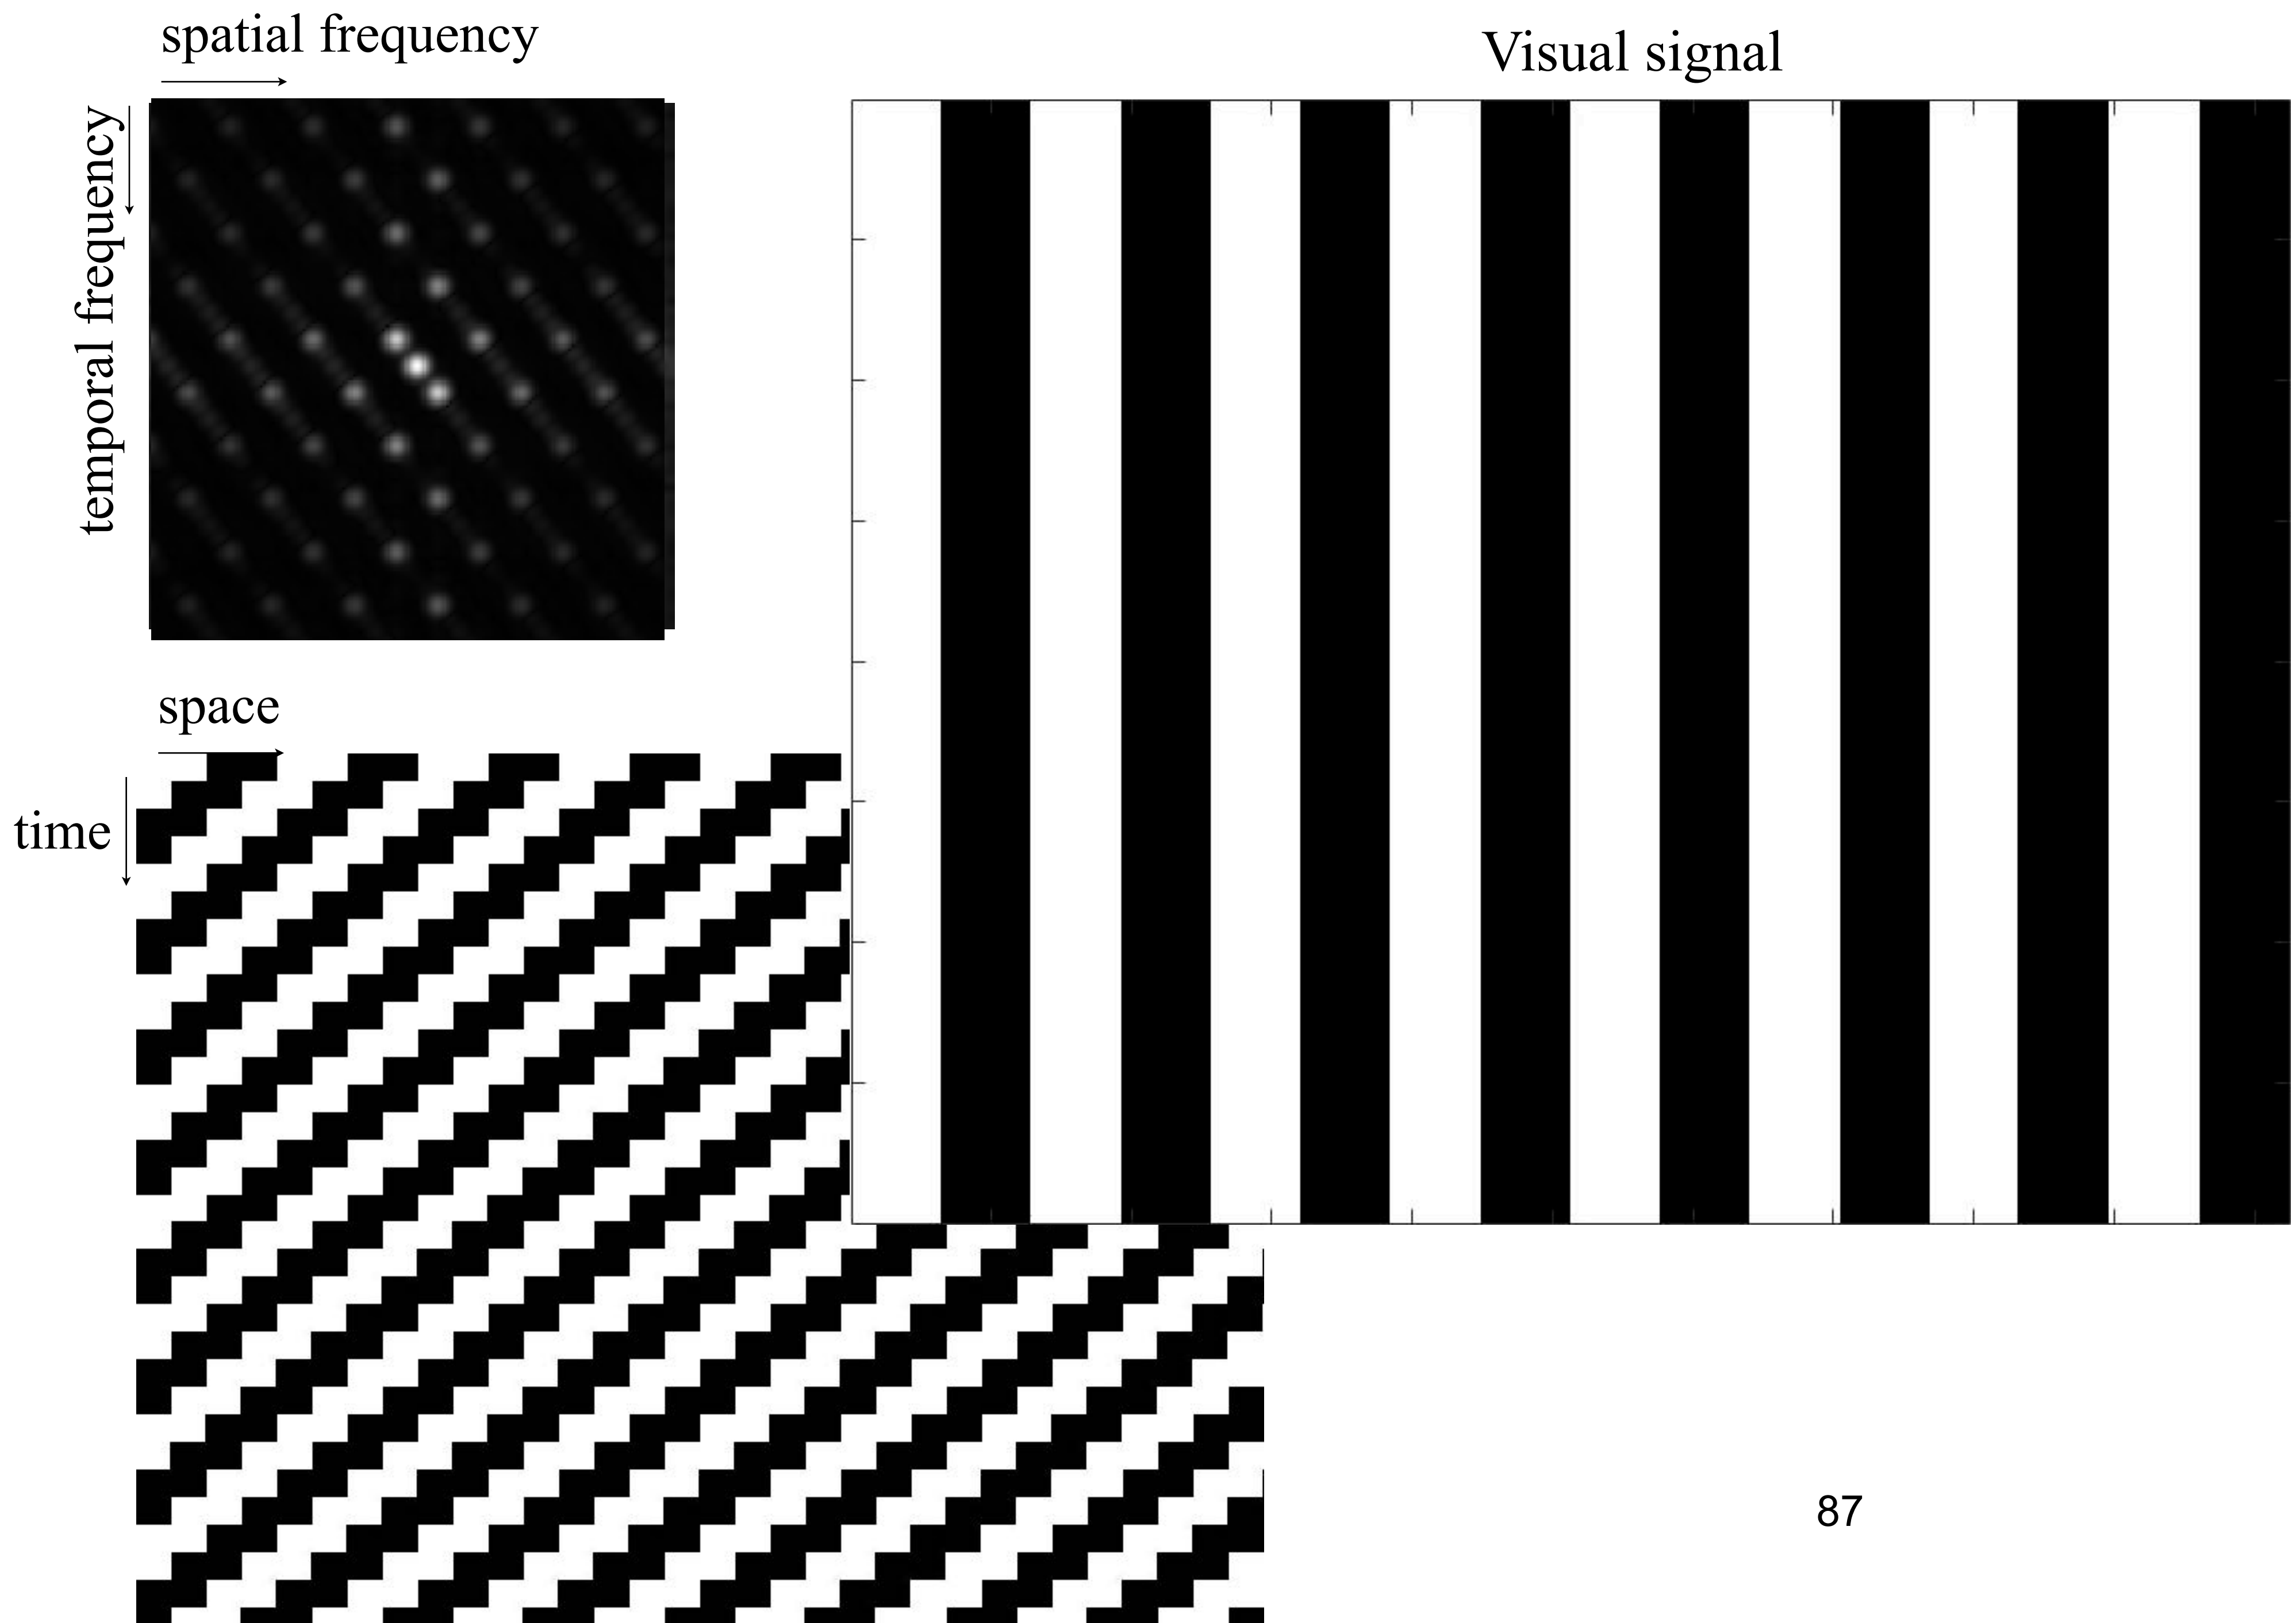 spatial frequency
Visual signal
temporal frequency
space
time
87